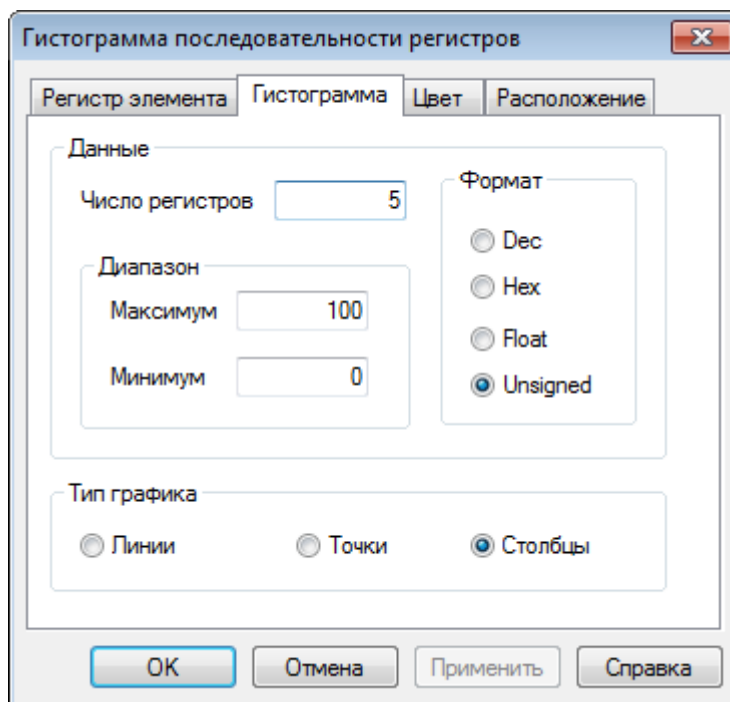 Гистограмма последовательности регистров
Регистр элемента Гистограмма Цвет Расположение
Данные
Число регистров 5
Диапазон
Максимум 100
Минимум 0
Формат
Dec
Hex
Float
Unsigned
Тип графика
Линии Точки Столбцы
OK Отмена Применить Справка